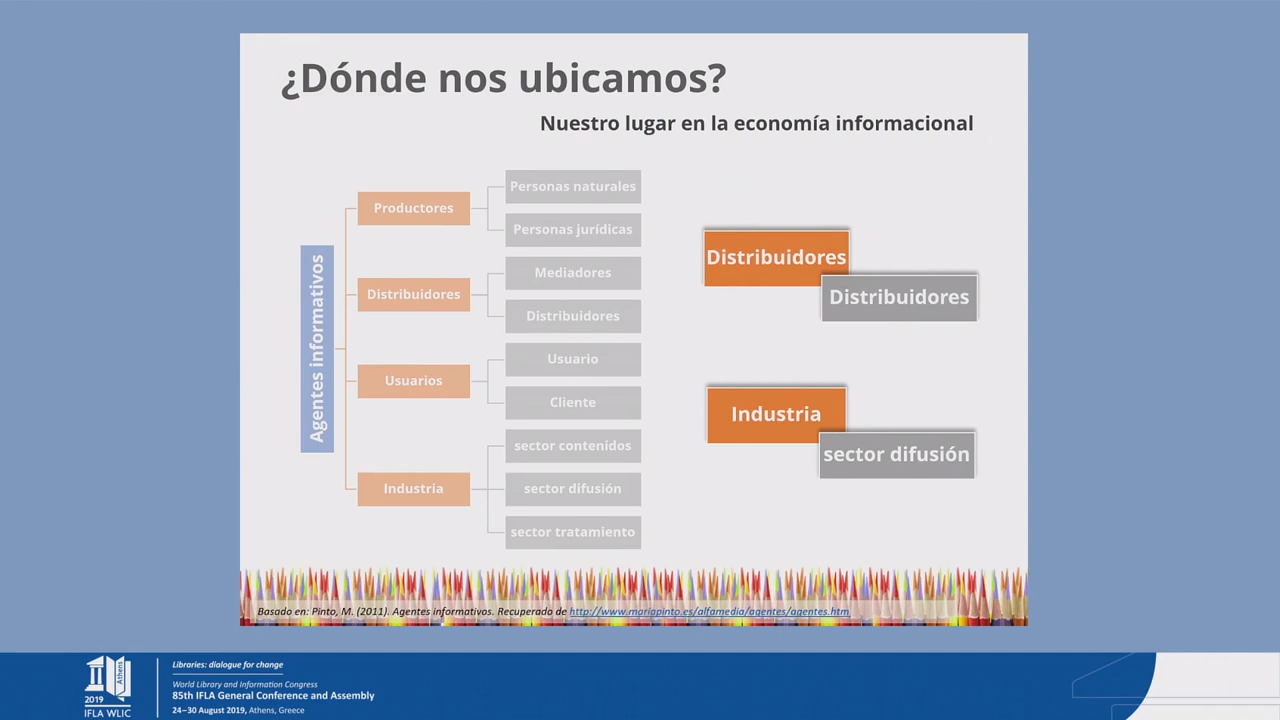 ¿Dónde nos ubicamos?
Nuestro lugar en la economía informacional
Agentes informativos
Productores
Personas naturales
Personas jurídicas
Distribuidores
Mediadores
Distribuidores
Usuarios
Usuario
Cliente
Industria
sector contenidos
sector difusión
sector tratamiento
Distribuidores
Distribuidores
Industria
sector difusión
Basado en: Pinto, M. (2011). Agentes informativos. Recuperado de http://www.mariapinto.es/alfamedia/agentes/agentes.htm
Athens
2019
IFLA WLIC
Libraries: dialogue for change
World Library and Information Congress
85th IFLA General Conference and Assembly
24–30 August 2019, Athens, Greece